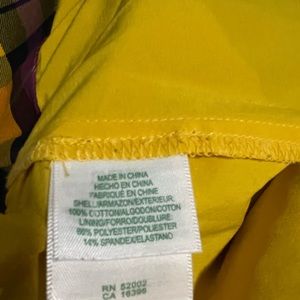 MADE IN CHINA
HECHO EN CHINA
FABRIQUÉ EN CHINE
SHELL/ARMAZON/EXTERIEUR:
100% COTTON/ALGODON/COTON
LINING/FORRO/DOUBLURE:
86% POLYESTER/POLIESTER
14% SPANDEX/ELASTANO
RN 52002
CA 16396